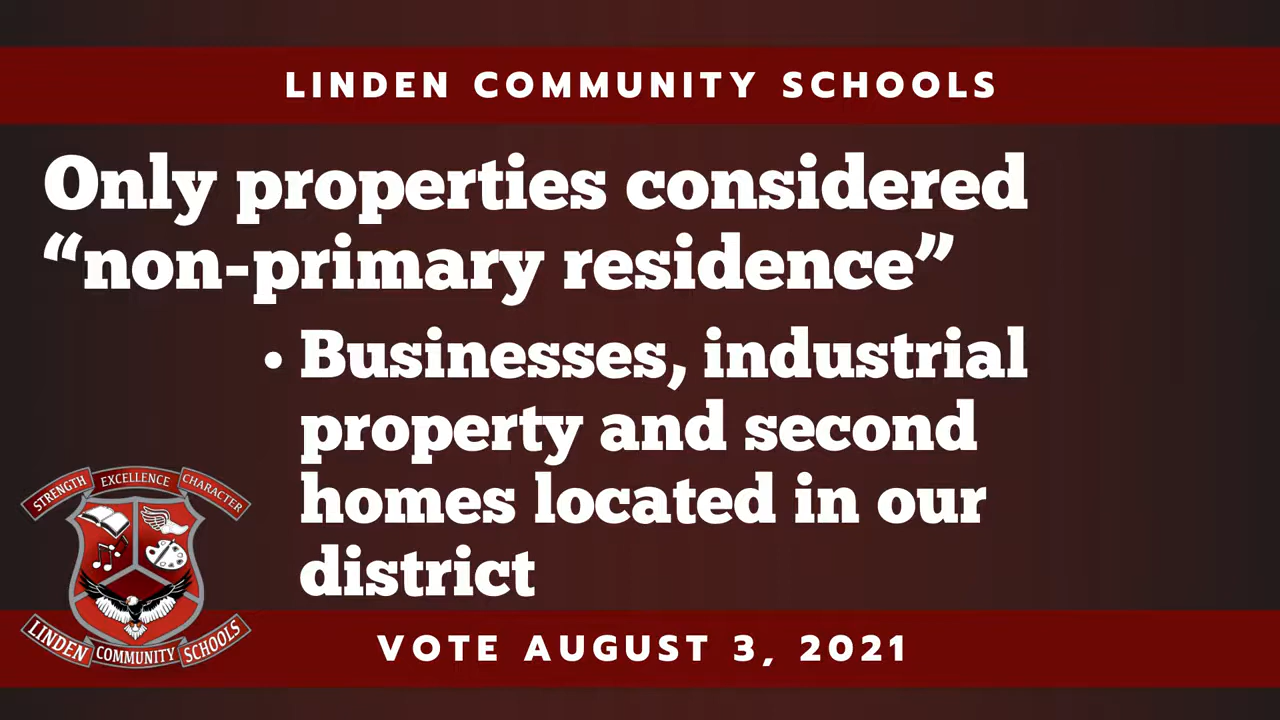 LINDEN COMMUNITY SCHOOLS
Only properties considered
“non-primary residence”
• Businesses, industrial
property and second
homes located in our
district
STRENGTH EXCELLENCE CHARACTER
LINDEN COMMUNITY SCHOOLS
VOTE AUGUST 3, 2021